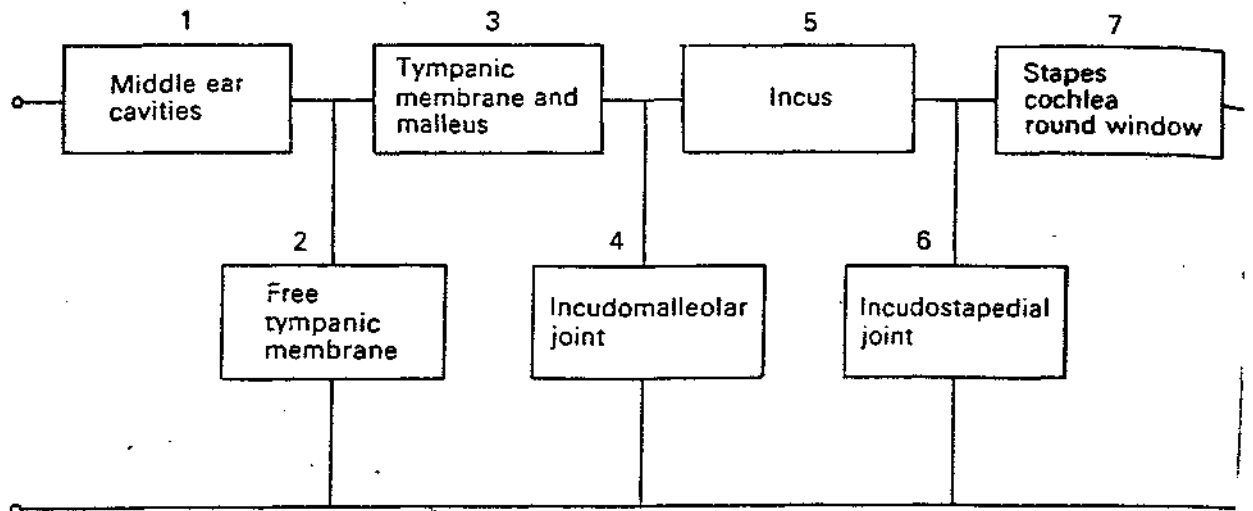 1
Middle ear
cavities
3
Tympanic
membrane and
malleus
5
Incus
7
Stapes
cochlea
round window
2
Free
tympanic
membrane
4
Incudomalleolar
joint
6
Incudostapedial
joint